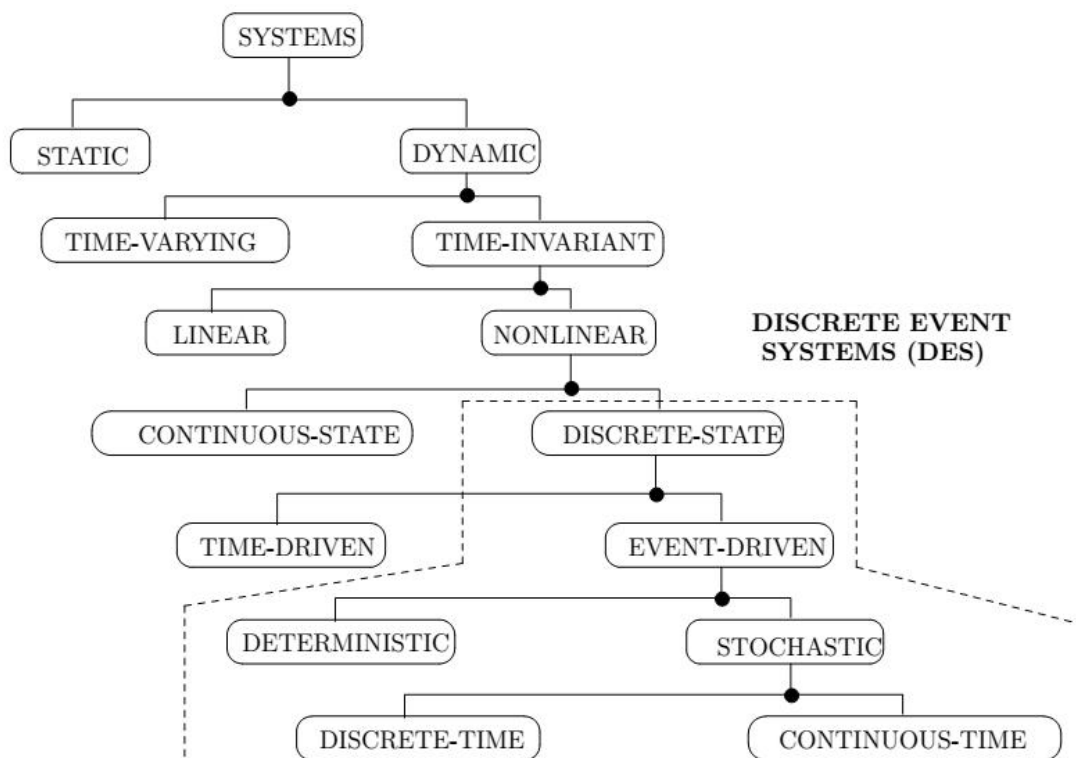 SYSTEMS
STATIC
DYNAMIC
TIME-VARYING
TIME-INVARIANT
LINEAR
NONLINEAR
DISCRETE EVENT
SYSTEMS (DES)
CONTINUOUS-STATE
DISCRETE-STATE
TIME-DRIVEN
EVENT-DRIVEN
DETERMINISTIC
STOCHASTIC
DISCRETE-TIME
CONTINUOUS-TIME